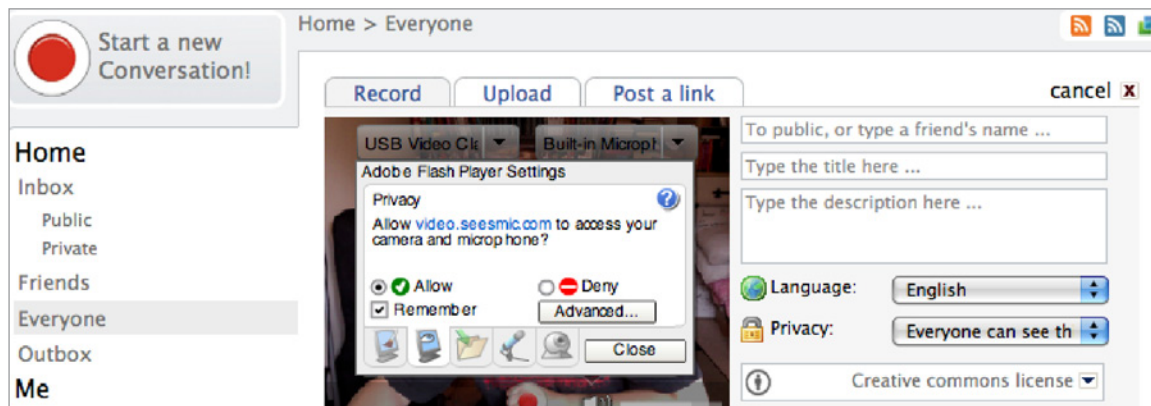 Start a new
Conversation!
Home > Everyone
Record
Upload
Post a link
cancel x
Home
Inbox
Public
Private
Friends
Everyone
Outbox
Me
USB Video Cla
Built-in Microph
Adobe Flash Player Settings
Privacy
?
Allow video.seesmic.com to access your
camera and microphone?
Allow
Deny
Remember
Advanced...
Close
To public, or type a friend's name ...
Type the title here ...
Type the description here ...
Language:
English
Privacy:
Everyone can see th
Creative commons license